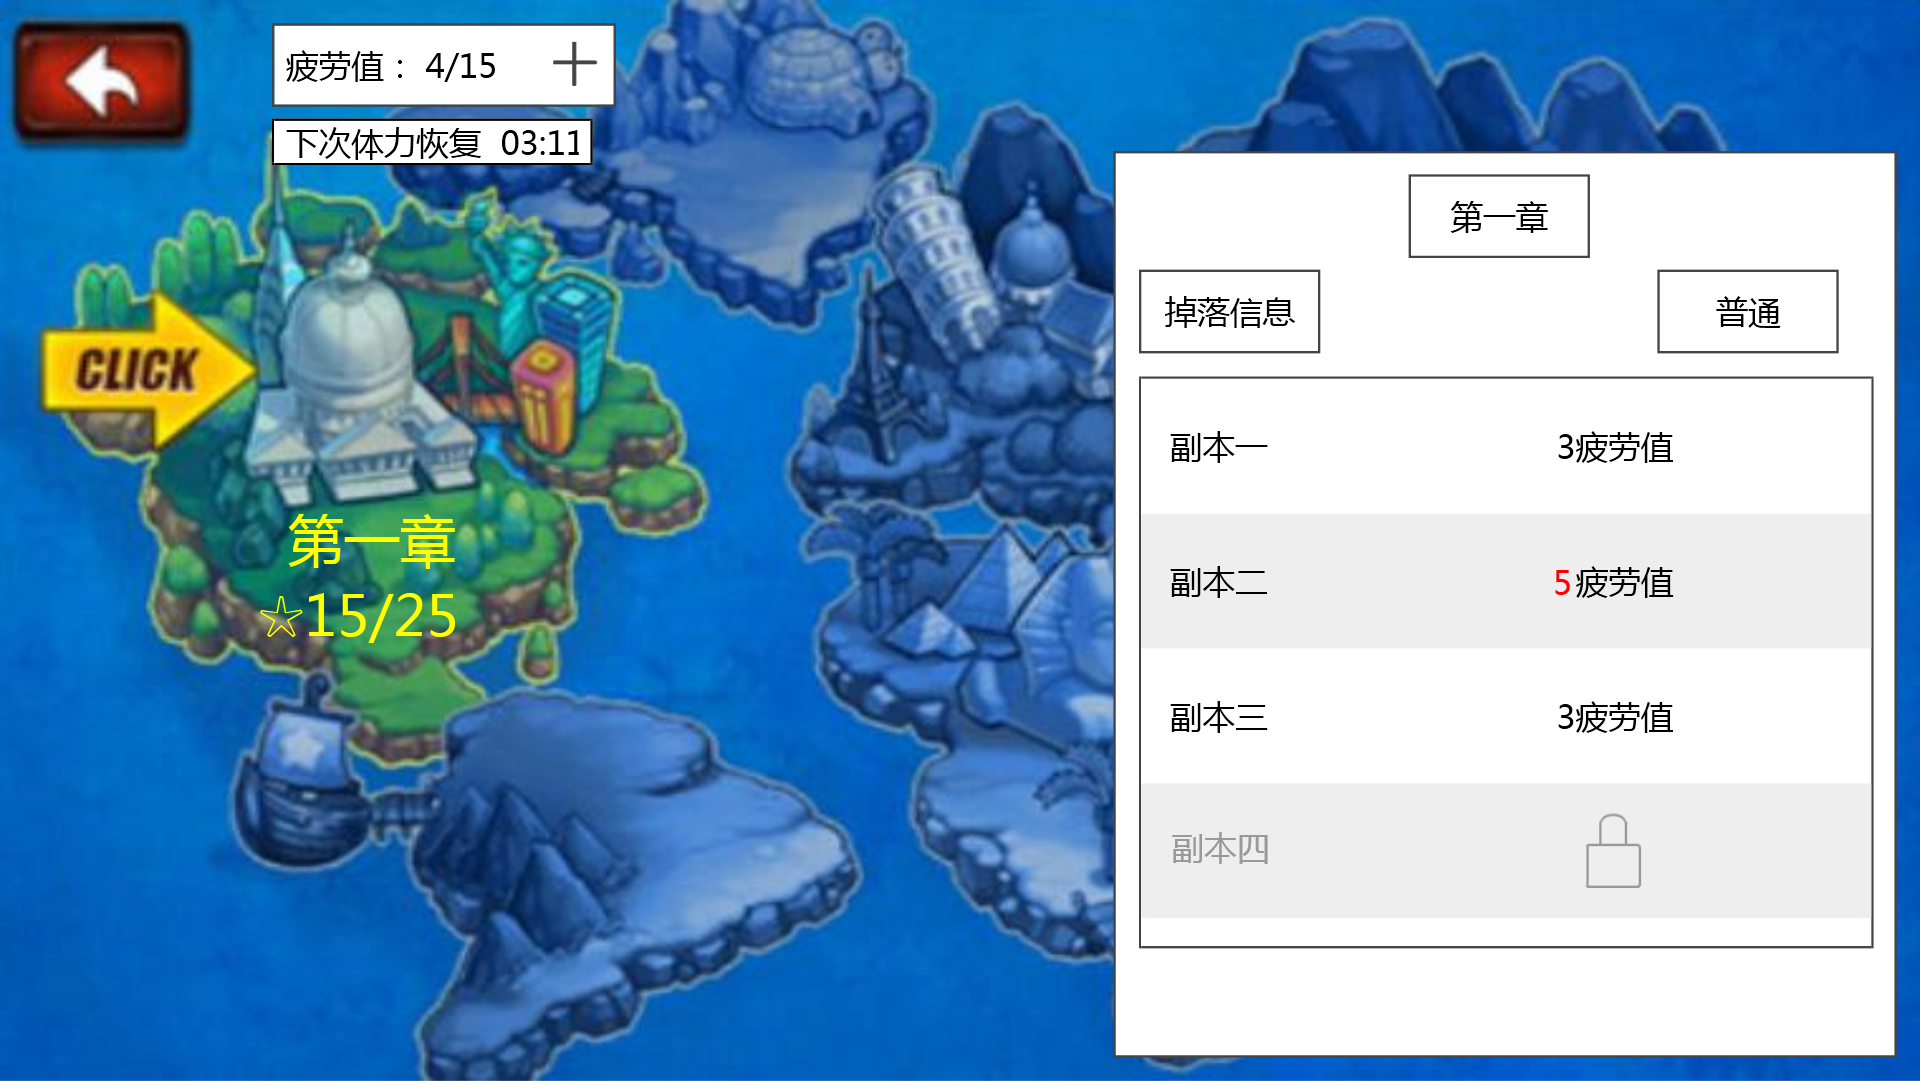 疲劳值： 4/15
下次体力恢复 03:11
CLICK
第一章
☆15/25
第一章
掉落信息
普通
副本一 3疲劳值
副本二 5疲劳值
副本三 3疲劳值
副本四